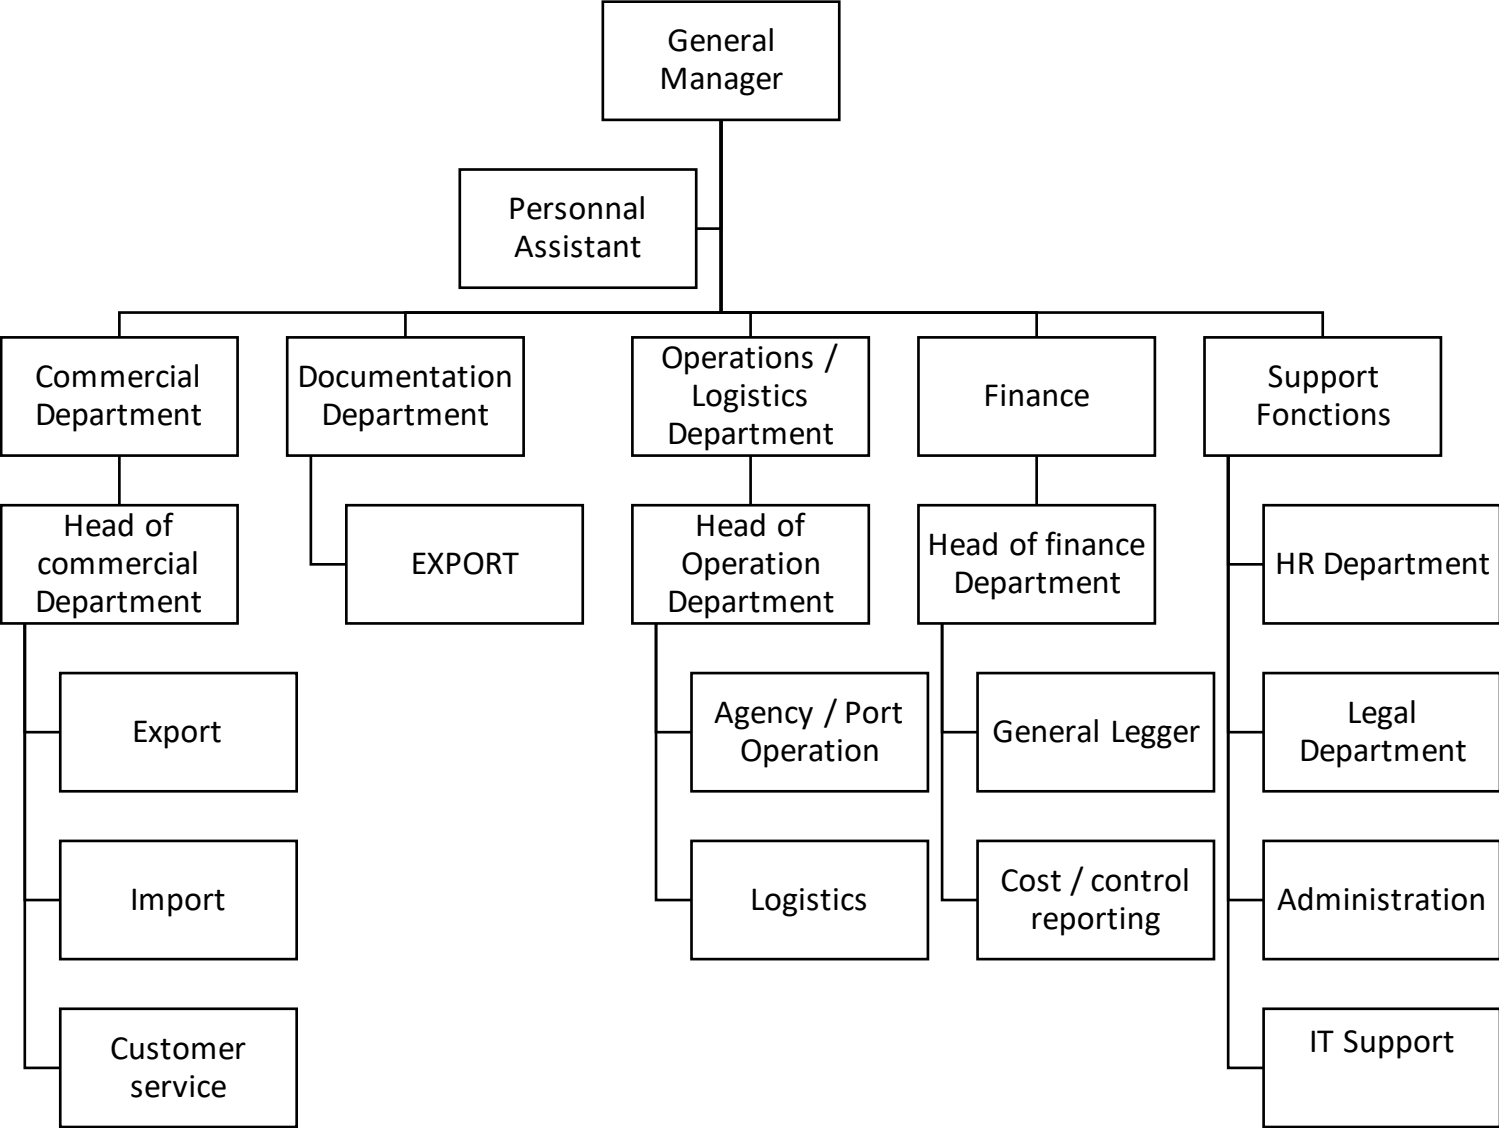 General
Manager
Personnal
Assistant
Commercial
Department
Documentation
Department
Operations /
Logistics
Department
Finance
Support
Fonctions
Head of
commercial
Department
EXPORT
Head of
Operation
Department
Head of finance
Department
HR Department
Export
Agency / Port
Operation
General Legger
Legal
Department
Import
Logistics
Cost / control
reporting
Administration
Customer
service
IT Support